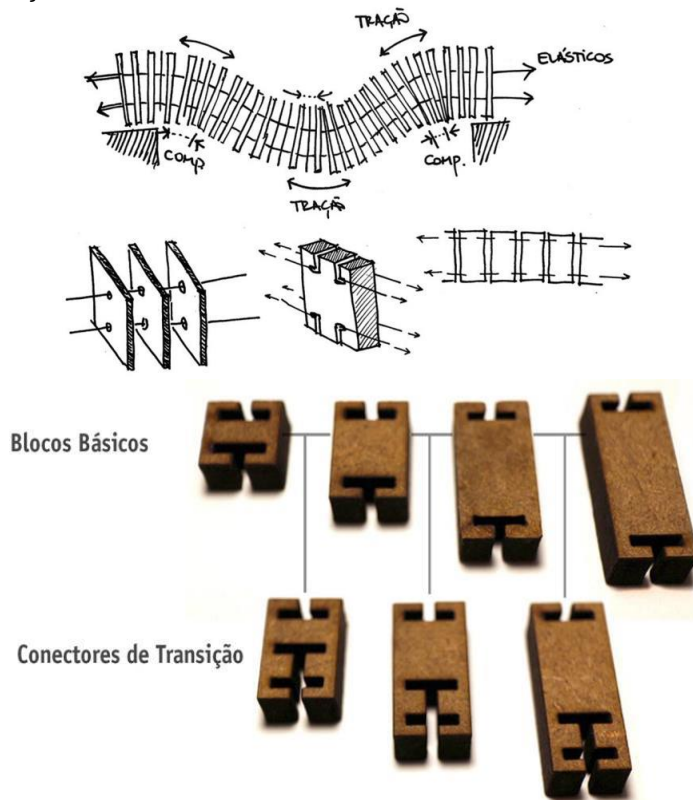 TRAÇÃO
ELÁSTICOS
COMP.
COMP.
TRAÇÃO
Blocos Básicos
Conectores de Transição